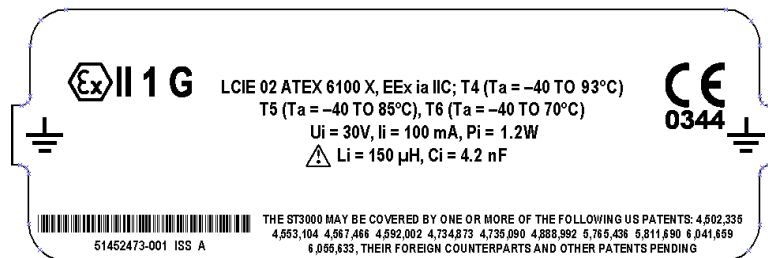 Ex II 1 G
LCIE 02 ATEX 6100 X, EEx ia IIC; T4 (Ta = –40 TO 93ºC)
T5 (Ta = –40 TO 85ºC), T6 (Ta = –40 TO 70ºC)
Ui = 30V, Ii = 100 mA, Pi = 1.2W
Li = 150 µH, Ci = 4.2 nF
CE
0344
51452473-001 ISS A
THE ST3000 MAY BE COVERED BY ONE OR MORE OF THE FOLLOWING US PATENTS: 4,502,335
4,553,104 4,567,466 4,592,002 4,734,873 4,735,090 4,888,992 5,765,436 5,811,690 6,041,659
6,055,633, THEIR FOREIGN COUNTERPARTS AND OTHER PATENTS PENDING